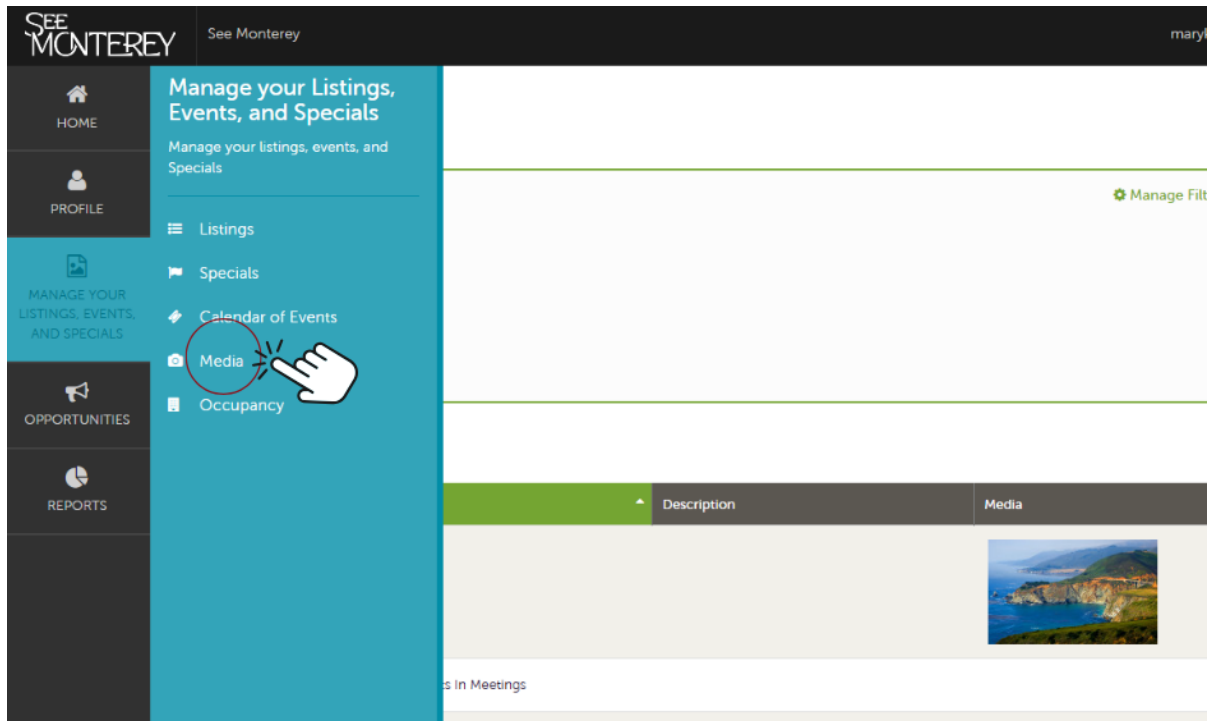 SEE
MONTEREY
See Monterey
HOME
PROFILE
MANAGE YOUR
LISTINGS, EVENTS,
AND SPECIALS
OPPORTUNITIES
REPORTS
Manage your Listings,
Events, and Specials
Manage your listings, events, and
Specials
Listings
Specials
Calendar of Events
Media
Occupancy
Manage
Description
Media
In Meetings